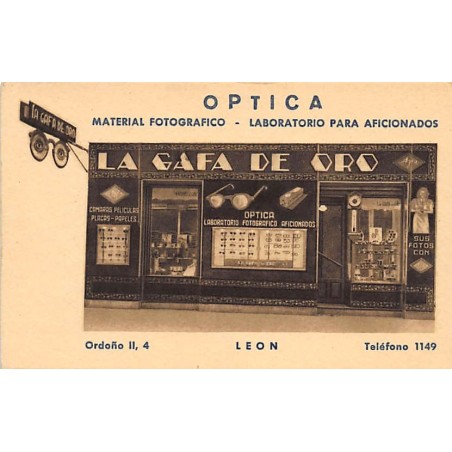 OPTICA
MATERIAL FOTOGRAFICO - LABORATORIO PARA AFICIONADOS
LA GAFA DE ORO
LA GAFA DE ORO
CAMARAS PELICULAS
PLACAS-PAPELES
OPTICA
LABORATORIO FOTOGRAFICO AFICIONADOS
SUS
FOTOS
CON
Ordoño II, 4 LEON Teléfono 1149